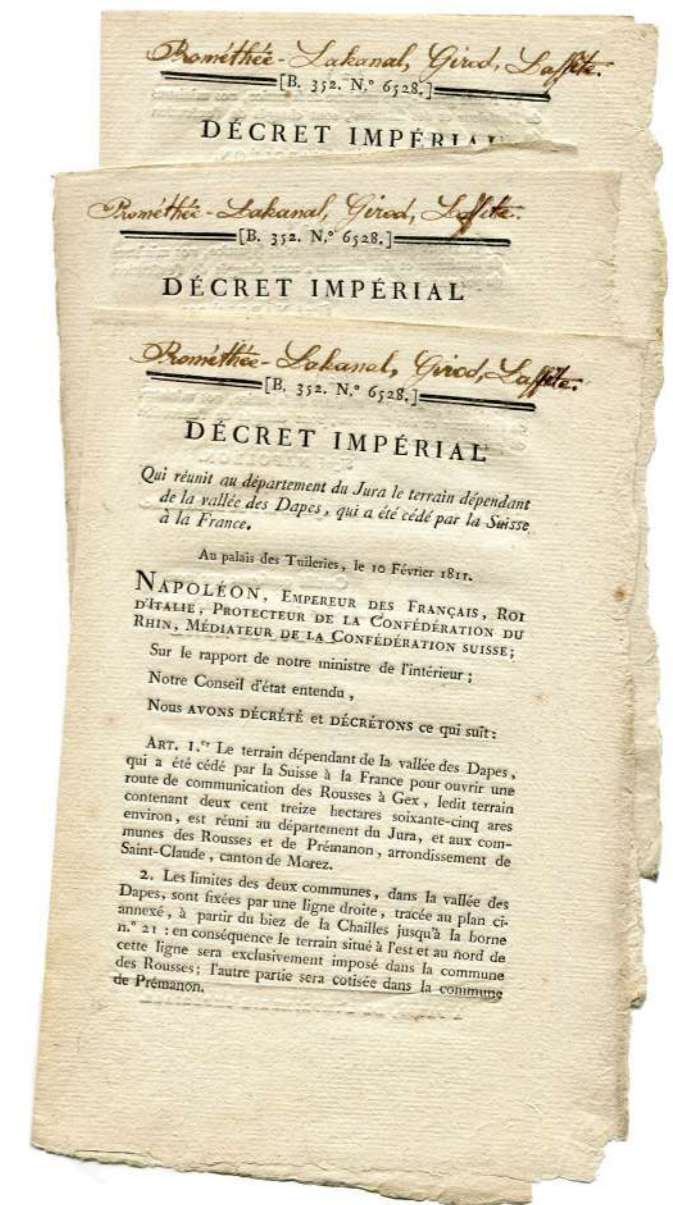 Prométhée-Lakanal, Girod, Laffite.
[B. 352. N.° 6528.]
DÉCRET IMPÉRIAL
Prométhée-Lakanal, Girod, Laffite.
[B. 352. N.° 6528.]
DÉCRET IMPÉRIAL
Prométhée-Lakanal, Girod, Laffite.
[B. 352. N.° 6528.]
DÉCRET IMPÉRIAL
Qui réunit au département du Jura le terrain dépendant
de la vallée des Dapes, qui a été cédé par la Suisse
à la France.
Au palais des Tuileries, le 10 Février 1811.
NAPOLÉON, EMPEREUR DES FRANÇAIS, ROI
D'ITALIE, PROTECTEUR DE LA CONFÉDÉRATION DU
RHIN, MÉDIATEUR DE LA CONFÉDÉRATION SUISSE;
Sur le rapport de notre ministre de l'intérieur;
Notre Conseil d'état entendu,
Nous AVONS DÉCRÉTÉ et DÉCRÉTONS ce qui suit:
ART. 1.er Le terrain dépendant de la vallée des Dapes,
qui a été cédé par la Suisse à la France pour ouvrir une
route de communication des Rousses à Gex, ledit terrain
contenant deux cent treize hectares soixante-cinq ares
environ, est réuni au département du Jura, et aux com-
munes des Rousses et de Prémanon, arrondissement de
Saint-Claude, canton de Morez.
2. Les limites des deux communes, dans la vallée des
Dapes, sont fixées par une ligne droite, tracée au plan ci-
annexé, à partir du biez de la Chailles jusqu'à la borne
n.° 21 : en conséquence le terrain situé à l'est et au nord de
cette ligne sera exclusivement imposé dans la commune
des Rousses; l'autre partie sera cotisée dans la commune
de Prémanon.